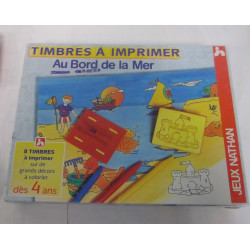 TIMBRES À IMPRIMER
Au Bord de la Mer
8 TIMBRES
à imprimer
sur de
grands décors
à colorier
dès 4 ans
JEUX NATHAN